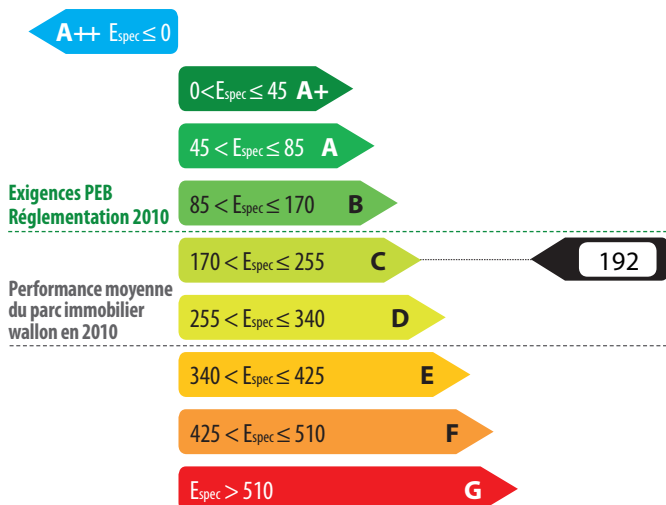 A++ Espec ≤ 0
0<Espec ≤ 45 A+
45 < Espec ≤ 85 A
Exigences PEB
Réglementation 2010
85 < Espec ≤ 170 B
170 < Espec ≤ 255 C
192
Performance moyenne
du parc immobilier
wallon en 2010
255 < Espec ≤ 340 D
340 < Espec ≤ 425 E
425 < Espec ≤ 510 F
Espec > 510 G